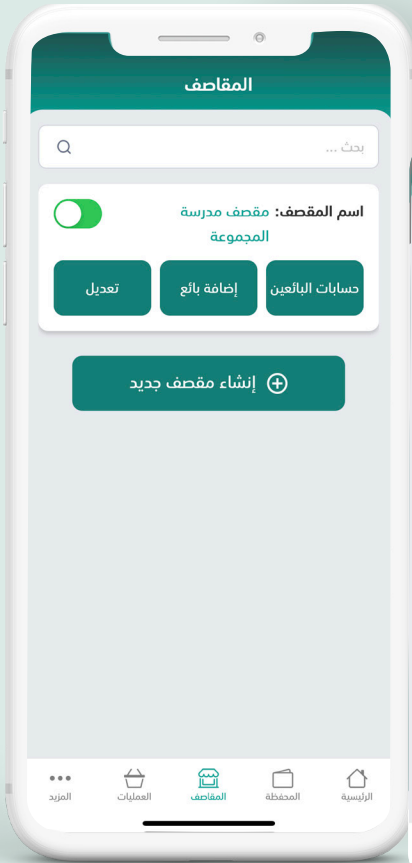 المقاصف
بحث ...
اسم المقصف: مقصف مدرسة
المجموعة
حسابات البائعين
إضافة بائع
تعديل
إنشاء مقصف جديد
الرئيسية
المحفظة
المقاصف
العمليات
المزيد